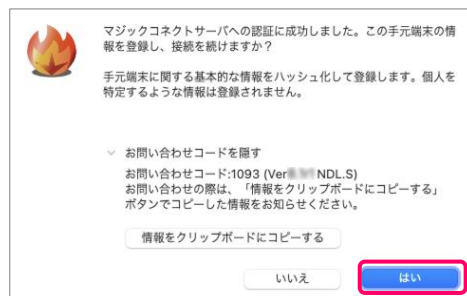 マジックコネクトサーバへの認証に成功しました。この手元端末の情
報を登録し、接続を続けますか？
手元端末に関する基本的な情報をハッシュ化して登録します。個人を
特定するような情報は登録されません。
お問い合わせコードを隠す
お問い合わせコード:1093 (Ver NDL.S)
お問い合わせの際は、「情報をクリップボードにコピーする」
ボタンでコピーした情報をお知らせください。
情報をクリップボードにコピーする
いいえ
はい